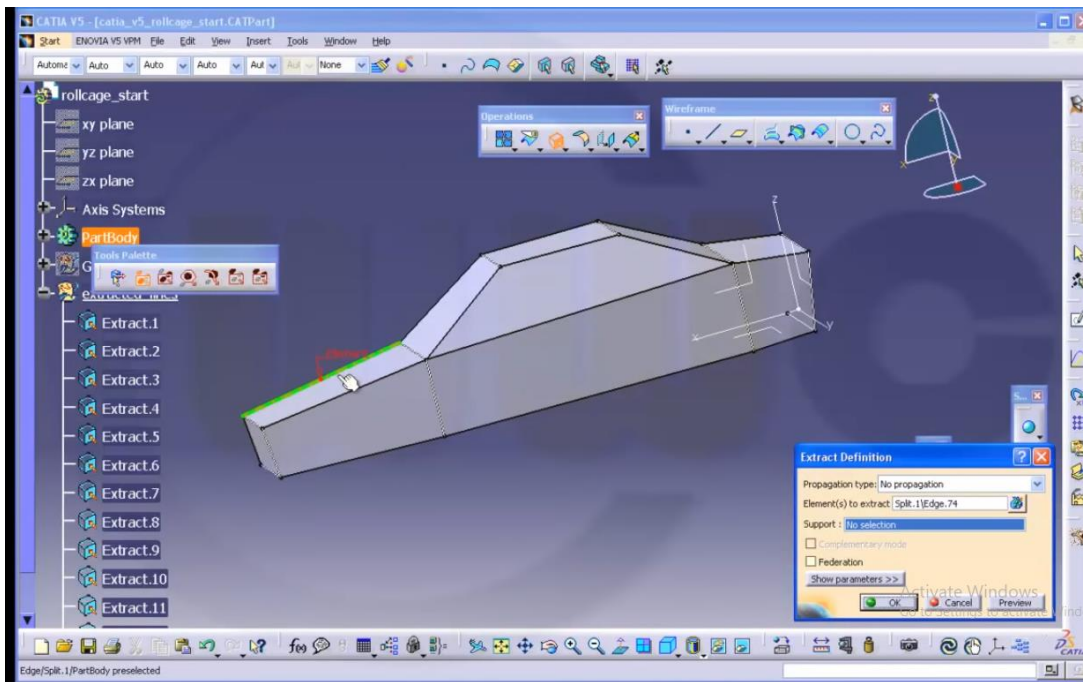 CATIA V5 - [catia_v5_rollcage_start.CATPart]
Start ENOVIA V5 VPM File Edit View Insert Tools Window Help
Auto Auto Auto Aut Aut None
rollcage_start
xy plane
yz plane
zx plane
Axis Systems
PartBody
Tools Palette
G
extracted_lines
Extract.1
Extract.2
Extract.3
Extract.4
Extract.5
Extract.6
Extract.7
Extract.8
Extract.9
Extract.10
Extract.11
Operations
Wireframe
z
x
y
z
x
y
S...
Extract Definition
Propagation type: No propagation
Element(s) to extract Split.1\Edge.74
Support : No selection
Complementary mode
Federation
Show parameters >>
Activate Windows
Go to Settings to activate Wind
OK Cancel Preview
f(x)
CATIA
Edge/Split.1/PartBody preselected